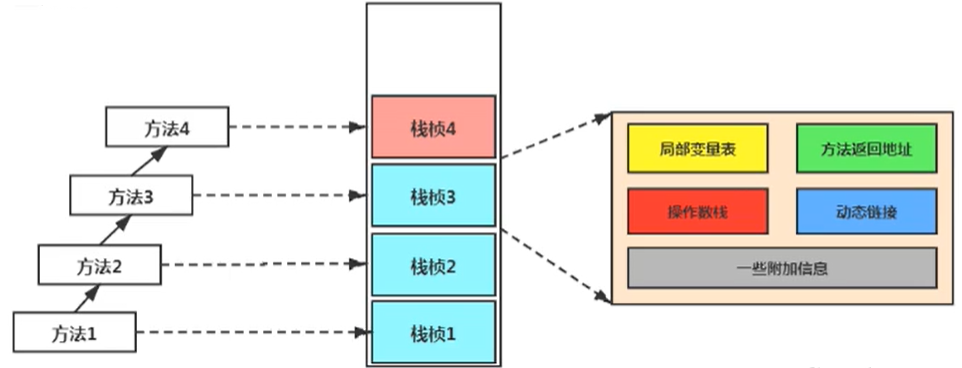 方法4
方法3
方法2
方法1
栈桢4
栈桢3
栈桢2
栈桢1
局部变量表
方法返回地址
操作数栈
动态链接
一些附加信息